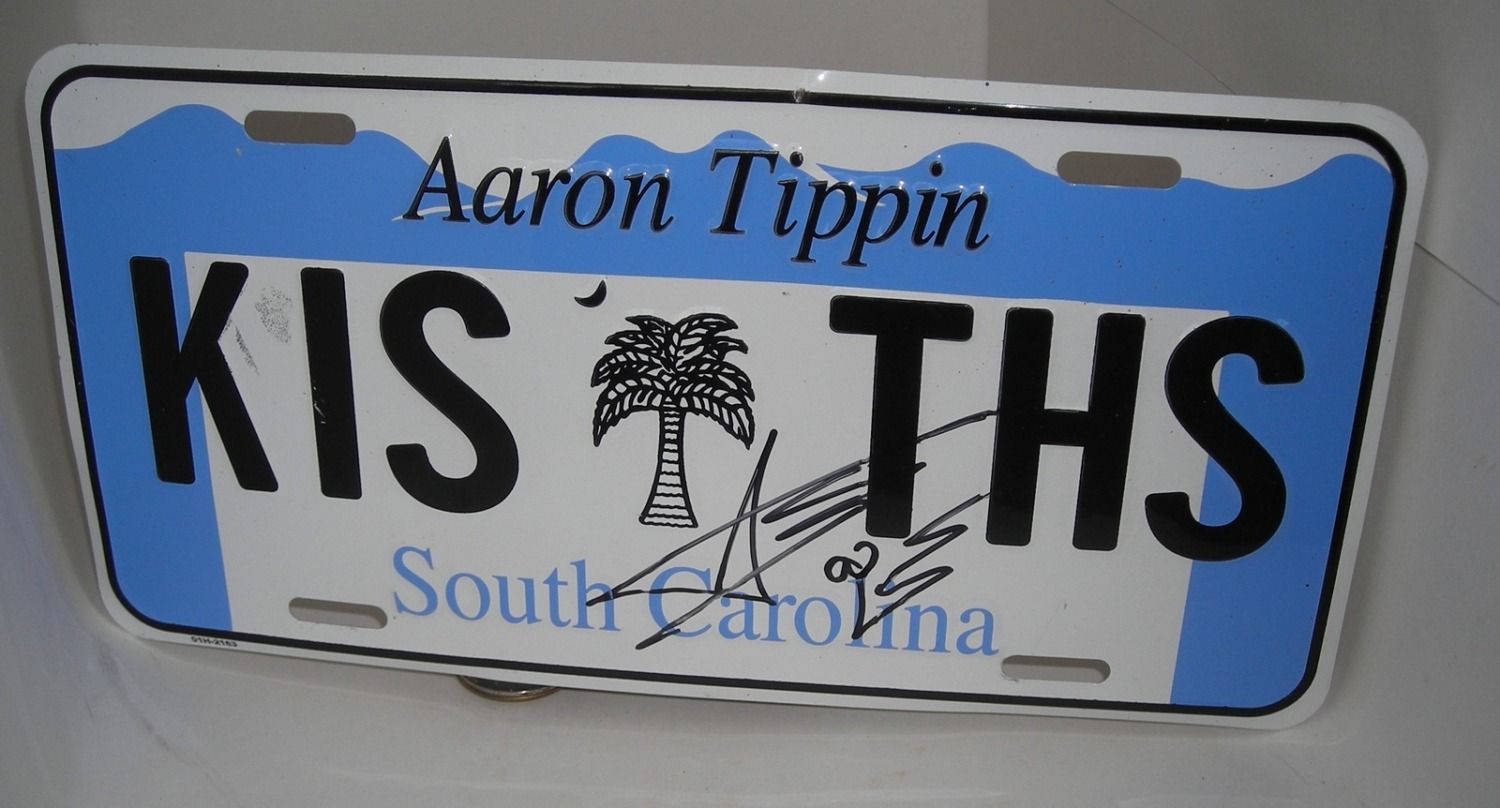 Aaron Tippin
KIS THS
South Carolina